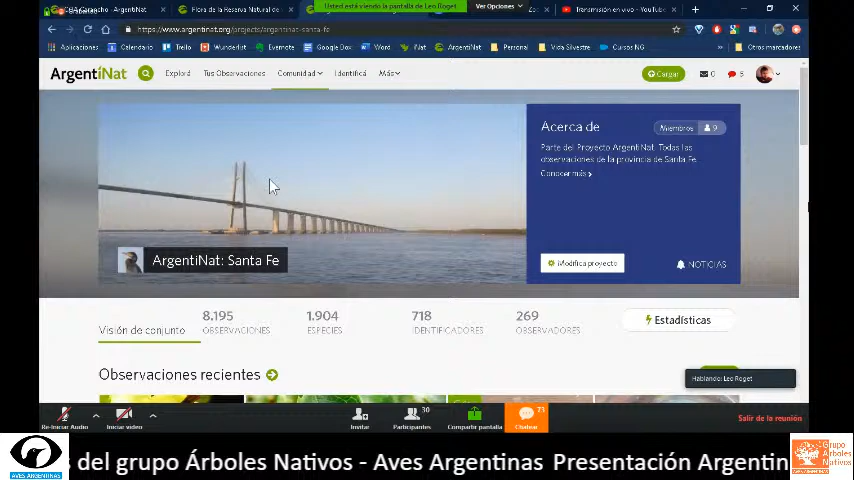 Usted está viendo la pantalla de Leo Roget
Ver Opciones
Flora de la Reserva Natural de
Transmisión en vivo - YouTube
https://www.argentinat.org/projects/argentinat-santa-fe
Aplicaciones
Calendario
Trello
Wunderlist
Evernote
Google Docs
Word
iNat
ArgentiNat
Personal
Vida Silvestre
Cursos NG
Otros marcadores
ArgentiNat
Explorá
Tus Observaciones
Comunidad
Identificá
Más
Cargar
0
5
Acerca de
Miembros 9
Parte del Proyecto ArgentiNat. Todas las
observaciones de la provincia de Santa Fe.
Conocer más
ArgentiNat: Santa Fe
Modifica proyecto
NOTICIAS
Visión de conjunto
8.195
OBSERVACIONES
1.904
ESPECIES
718
IDENTIFICADORES
269
OBSERVADORES
Estadísticas
Observaciones recientes
Hablando: Leo Roget
Re-Iniciar Audio
Iniciar video
Invitar
30
Participantes
Compartir pantalla
73
Chatear
Salir de la reunión
s del grupo Árboles Nativos - Aves Argentinas Presentación Argentin
AVES ARGENTINAS
Grupo
Árboles
Nativos
AVES ARGENTINAS